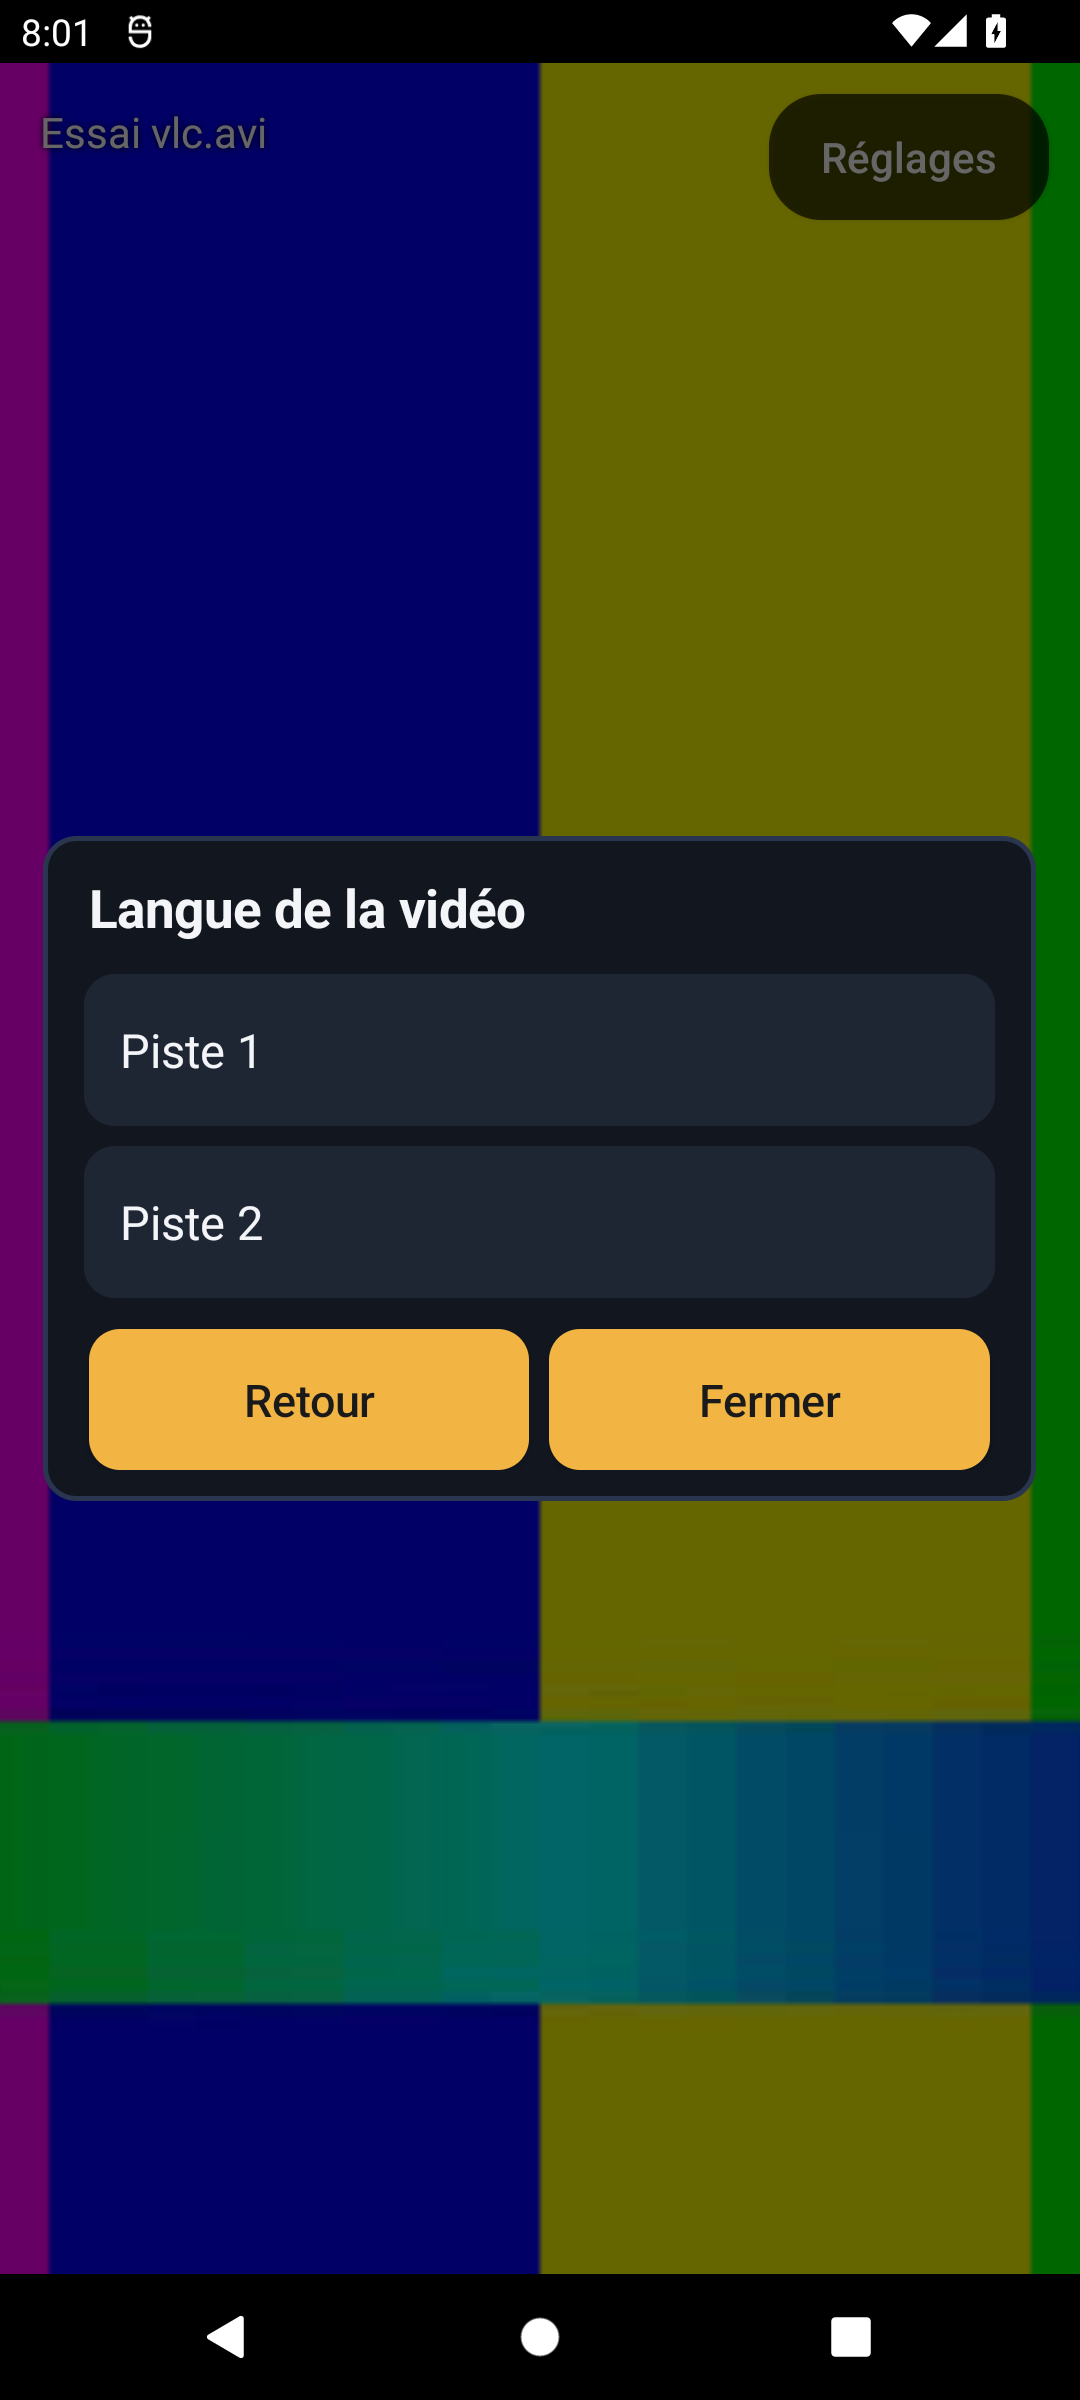 8:01
Essai vlc.avi
Réglages
Langue de la vidéo
Piste 1
Piste 2
Retour
Fermer